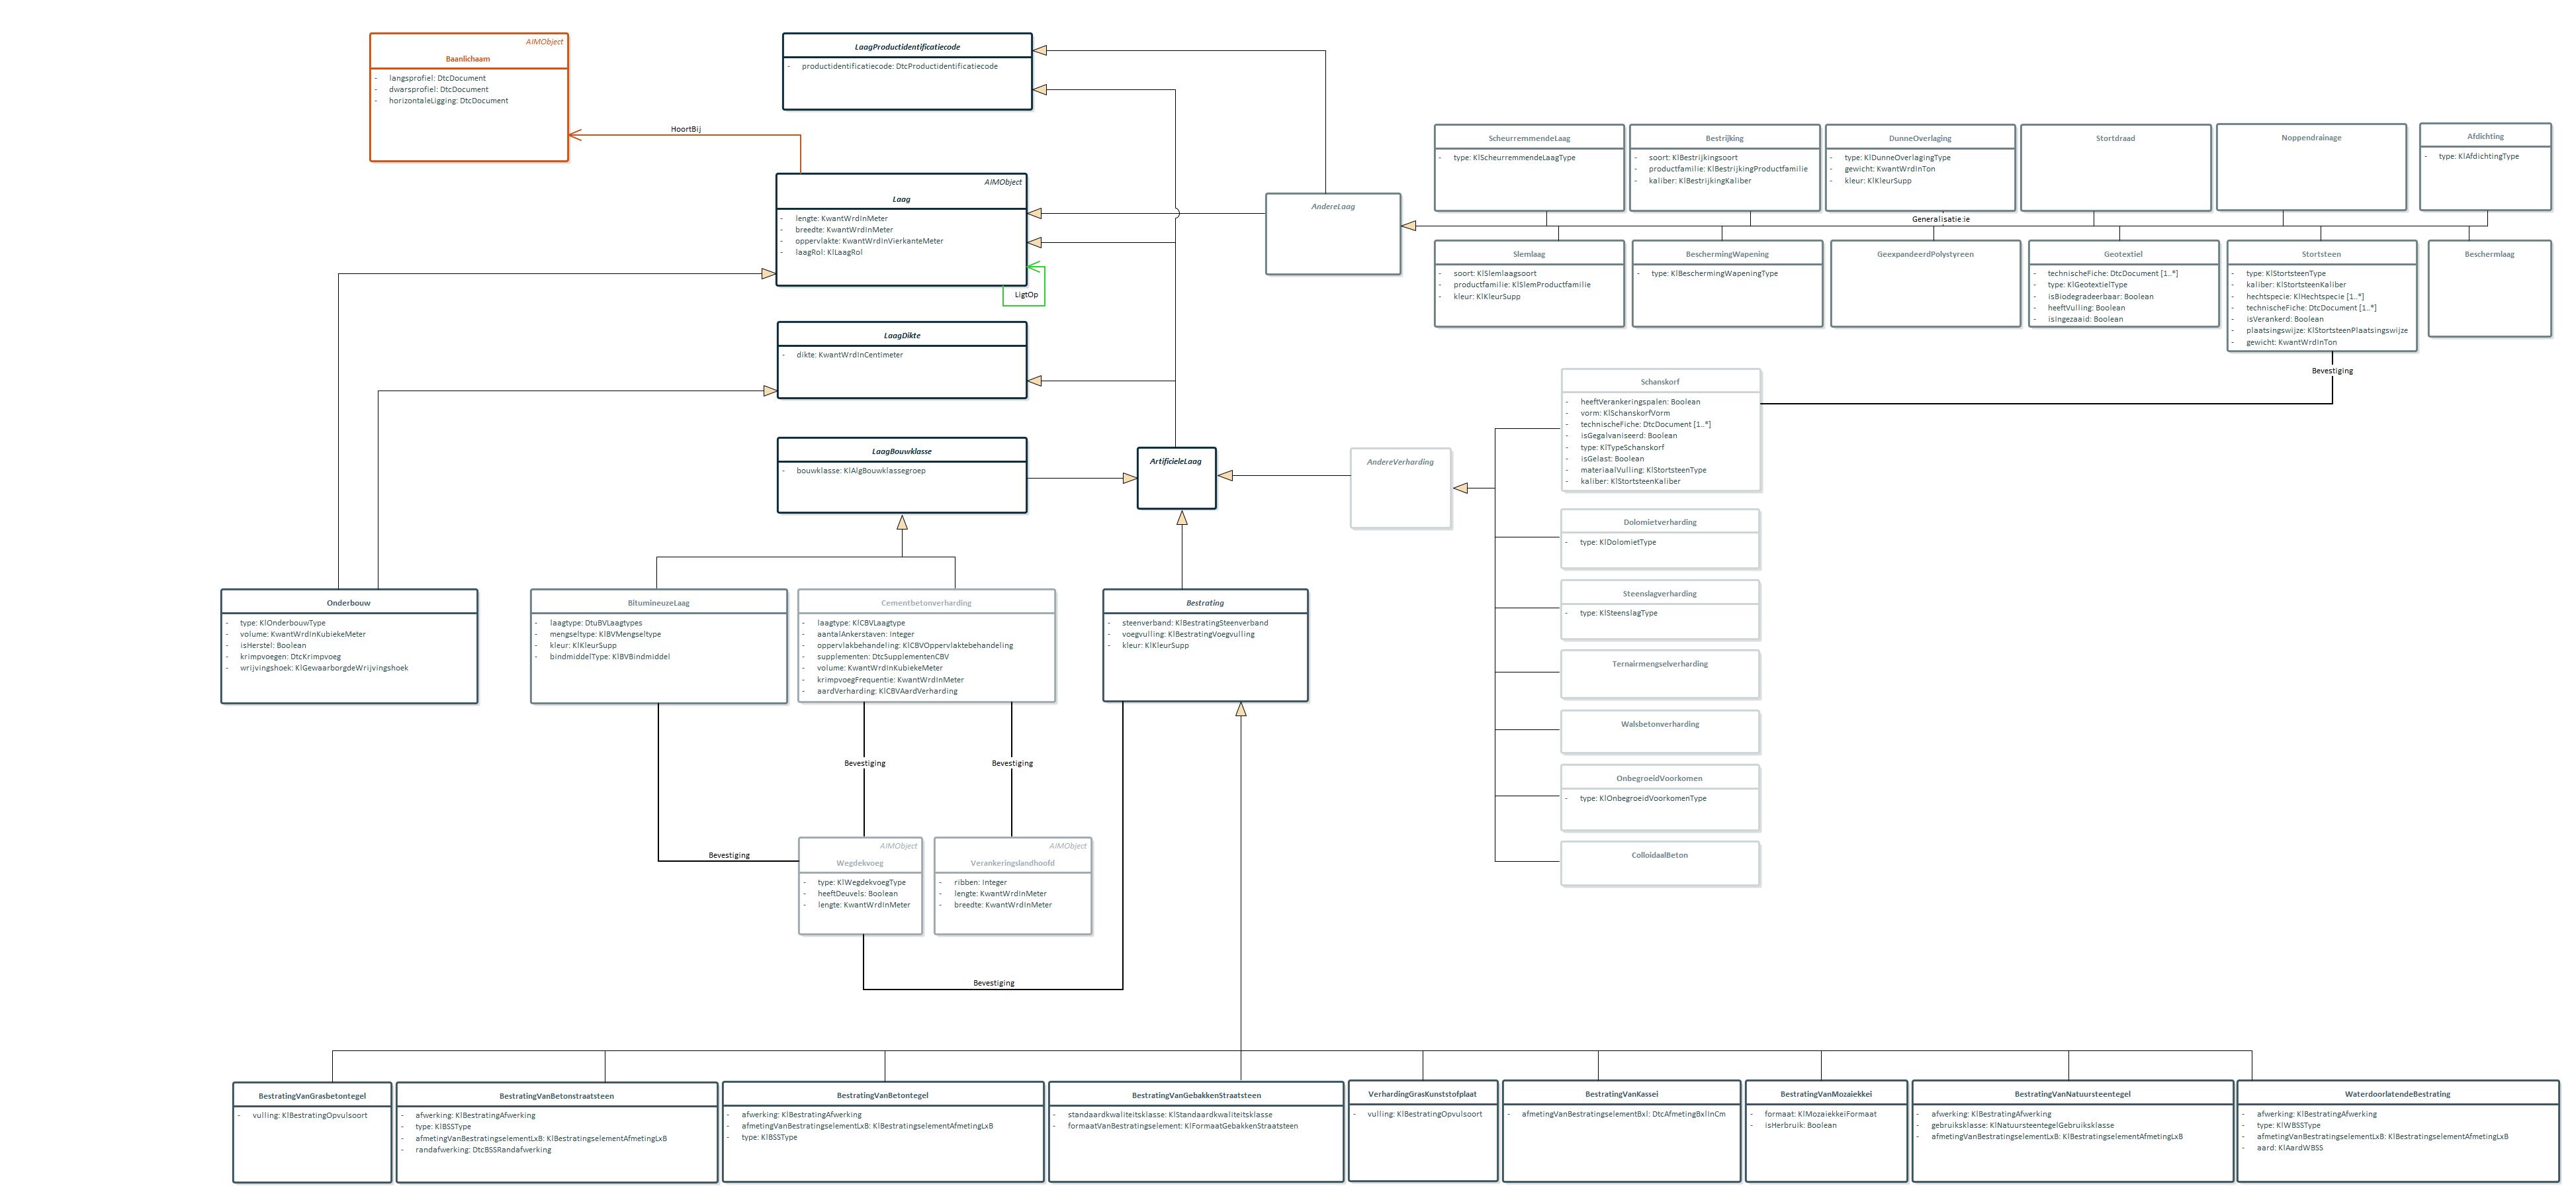 AIMObject
Baanlichaam
- langsprofiel: DtcDocument
- dwarsprofiel: DtcDocument
- horizontaleLigging: DtcDocument
HoortBij
LaagProductidentificatiecode
- productidentificatiecode: DtcProductidentificatiecode
AIMObject
Laag
- lengte: KwantWrdInMeter
- breedte: KwantWrdInMeter
- oppervlakte: KwantWrdInVierkanteMeter
- laagRol: KlLaagRol
LigtOp
LaagDikte
- dikte: KwantWrdInCentimeter
LaagBouwklasse
- bouwklasse: KlAlgBouwklassegroep
ArtificieleLaag
AndereLaag
AndereVerharding
ScheurremmendeLaag
- type: KlScheurremmendeLaagType
Bestrijking
- soort: KlBestrijkingsoort
- productfamilie: KlBestrijkingProductfamilie
- kaliber: KlBestrijkingKaliber
DunneOverlaging
- type: KlDunneOverlagingType
- gewicht: KwantWrdInTon
- kleur: KlKleurSupp
Stortdraad
Noppendrainage
Afdichting
- type: KlAfdichtingType
Generalisatie:ie
Slemlaag
- soort: KlSlemlaagsoort
- productfamilie: KlSlemProductfamilie
- kleur: KlKleurSupp
BeschermingWapening
- type: KlBeschermingWapeningType
GeexpandeerdPolystyreen
Geotextiel
- technischeFiche: DtcDocument [1..*]
- type: KlGeotextielType
- isBiodegradeerbaar: Boolean
- heeftVulling: Boolean
- isIngezaaid: Boolean
Stortsteen
- type: KlStortsteenType
- kaliber: KlStortsteenKaliber
- hechtspecie: KlHechtspecie [1..*]
- technischeFiche: DtcDocument [1..*]
- isVerankerd: Boolean
- plaatsingswijze: KlStortsteenPlaatsingswijze
- gewicht: KwantWrdInTon
Beschermlaag
Bevestiging
Schanskorf
- heeftVerankeringspalen: Boolean
- vorm: KlSchanskorfVorm
- technischeFiche: DtcDocument [1..*]
- isGegalvaniseerd: Boolean
- type: KlTypeSchanskorf
- isGelast: Boolean
- materiaalVulling: KlStortsteenType
- kaliber: KlStortsteenKaliber
Dolomietverharding
- type: KlDolomietType
Steenslagverharding
- type: KlSteenslagType
Ternairmengselverharding
Walsbetonverharding
OnbegroeidVoorkomen
- type: KlOnbegroeidVoorkomenType
ColloidaalBeton
Onderbouw
- type: KlOnderbouwType
- volume: KwantWrdInKubiekeMeter
- isHerstel: Boolean
- krimpvoegen: DtcKrimpvoeg
- wrijvingshoek: KlGewaarborgdeWrijvingshoek
BitumineuzeLaag
- laagtype: DtuBVLaagtypes
- mengseltype: KlBVMengseltype
- kleur: KlKleurSupp
- bindmiddelType: KlBVBindmiddel
Cementbetonverharding
- laagtype: KlCBVLaagtype
- aantalAnkerstaven: Integer
- oppervlakbehandeling: KlCBVOppervlaktebehandeling
- supplementen: DtcSupplementenCBV
- volume: KwantWrdInKubiekeMeter
- krimpvoegFrequentie: KwantWrdInMeter
- aardVerharding: KlCBVAardVerharding
Bestrating
- steenverband: KlBestratingSteenverband
- voegvulling: KlBestratingVoegvulling
- kleur: KlKleurSupp
Bevestiging
Bevestiging
Bevestiging
AIMObject
Wegdekvoeg
- type: KlWegdekvoegType
- heeftDeuvels: Boolean
- lengte: KwantWrdInMeter
AIMObject
Verankeringslandhoofd
- ribben: Integer
- lengte: KwantWrdInMeter
- breedte: KwantWrdInMeter
Bevestiging
BestratingVanGrasbetontegel
- vulling: KlBestratingOpvulsoort
BestratingVanBetonstraatsteen
- afwerking: KlBestratingAfwerking
- type: KlBSSType
- afmetingVanBestratingselementLxB: KlBestratingselementAfmetingLxB
- randafwerking: DtcBSSRandafwerking
BestratingVanBetontegel
- afwerking: KlBestratingAfwerking
- afmetingVanBestratingselementLxB: KlBestratingselementAfmetingLxB
- type: KlBSSType
BestratingVanGebakkenStraatsteen
- standaardkwaliteitsklasse: KlStandaardkwaliteitsklasse
- formaatVanBestratingselement: KlFormaatGebakkenStraatsteen
VerhardingGrasKunststofplaat
- vulling: KlBestratingOpvulsoort
BestratingVanKassei
- afmetingVanBestratingselementBxl: DtcAfmetingBxlInCm
BestratingVanMozaiekkei
- formaat: KlMozaiekkeiFormaat
- isHerbruik: Boolean
BestratingVanNatuursteentegel
- afwerking: KlBestratingAfwerking
- gebruiksklasse: KlNatuursteentegelGebruiksklasse
- afmetingVanBestratingselementLxB: KlBestratingselementAfmetingLxB
WaterdoorlatendeBestrating
- afwerking: KlBestratingAfwerking
- type: KlWBSSType
- afmetingVanBestratingselementLxB: KlBestratingselementAfmetingLxB
- aard: KlAardWBSS